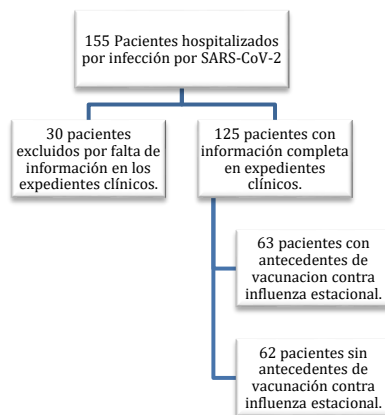 155 Pacientes hospitalizados
por infección por SARS-CoV-2
30 pacientes
excluidos por falta de
información en los
expedientes clínicos.
125 pacientes con
información completa
en expedientes
clínicos.
63 pacientes con
antecedentes de
vacunacion contra
influenza estacional.
62 pacientes sin
antecedentes de
vacunación contra
influenza estacional.